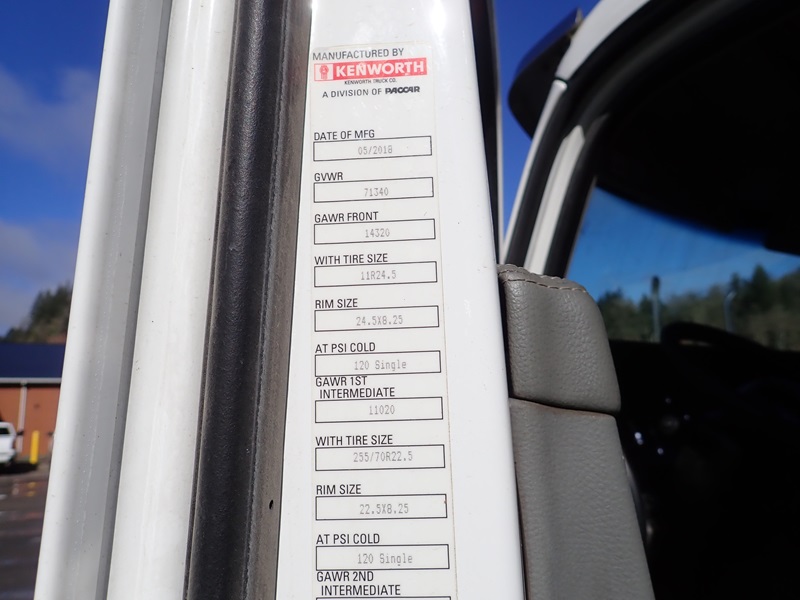 MANUFACTURED BY
KENWORTH
KENWORTH TRUCK CO.
A DIVISION OF PACCAR
DATE OF MFG
05/2018
GVWR
71340
GAWR FRONT
14320
WITH TIRE SIZE
11R24.5
RIM SIZE
24.5X8.25
AT PSI COLD
120 Single
GAWR 1ST
INTERMEDIATE
11020
WITH TIRE SIZE
255/70R22.5
RIM SIZE
22.5X8.25
AT PSI COLD
120 Single
GAWR 2ND
INTERMEDIATE